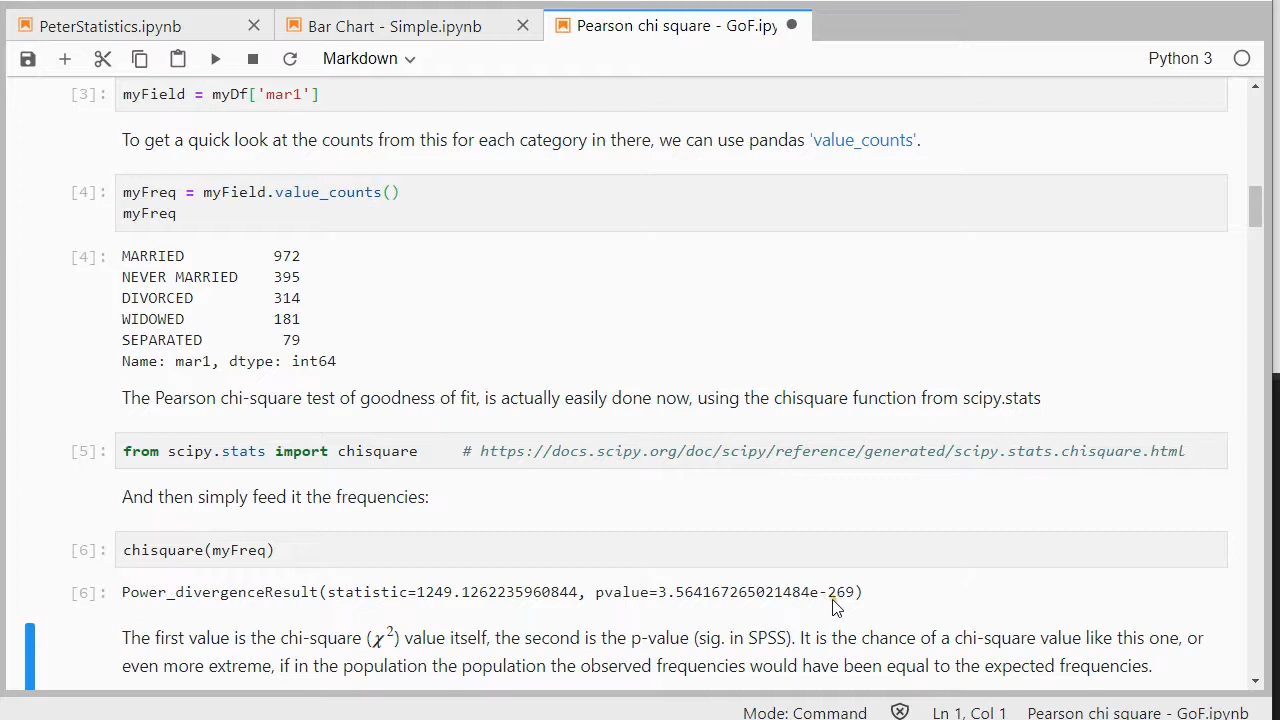 PeterStatistics.ipynb
Bar Chart - Simple.ipynb
Pearson chi square - GoF.ipy
Markdown
Python 3
[3]: myField = myDf['mar1']
To get a quick look at the counts from this for each category in there, we can use pandas 'value_counts'.
[4]: myFreq = myField.value_counts()
myFreq
[4]: MARRIED 972
NEVER MARRIED 395
DIVORCED 314
WIDOWED 181
SEPARATED 79
Name: mar1, dtype: int64
The Pearson chi-square test of goodness of fit, is actually easily done now, using the chisquare function from scipy.stats
[5]: from scipy.stats import chisquare # https://docs.scipy.org/doc/scipy/reference/generated/scipy.stats.chisquare.html
And then simply feed it the frequencies:
[6]: chisquare(myFreq)
[6]: Power_divergenceResult(statistic=1249.1262235960844, pvalue=3.564167265021484e-269)
The first value is the chi-square (χ²) value itself, the second is the p-value (sig. in SPSS). It is the chance of a chi-square value like this one, or
even more extreme, if in the population the population the observed frequencies would have been equal to the expected frequencies.
Mode: Command Ln 1, Col 1 Pearson chi square - GoF.ipynb